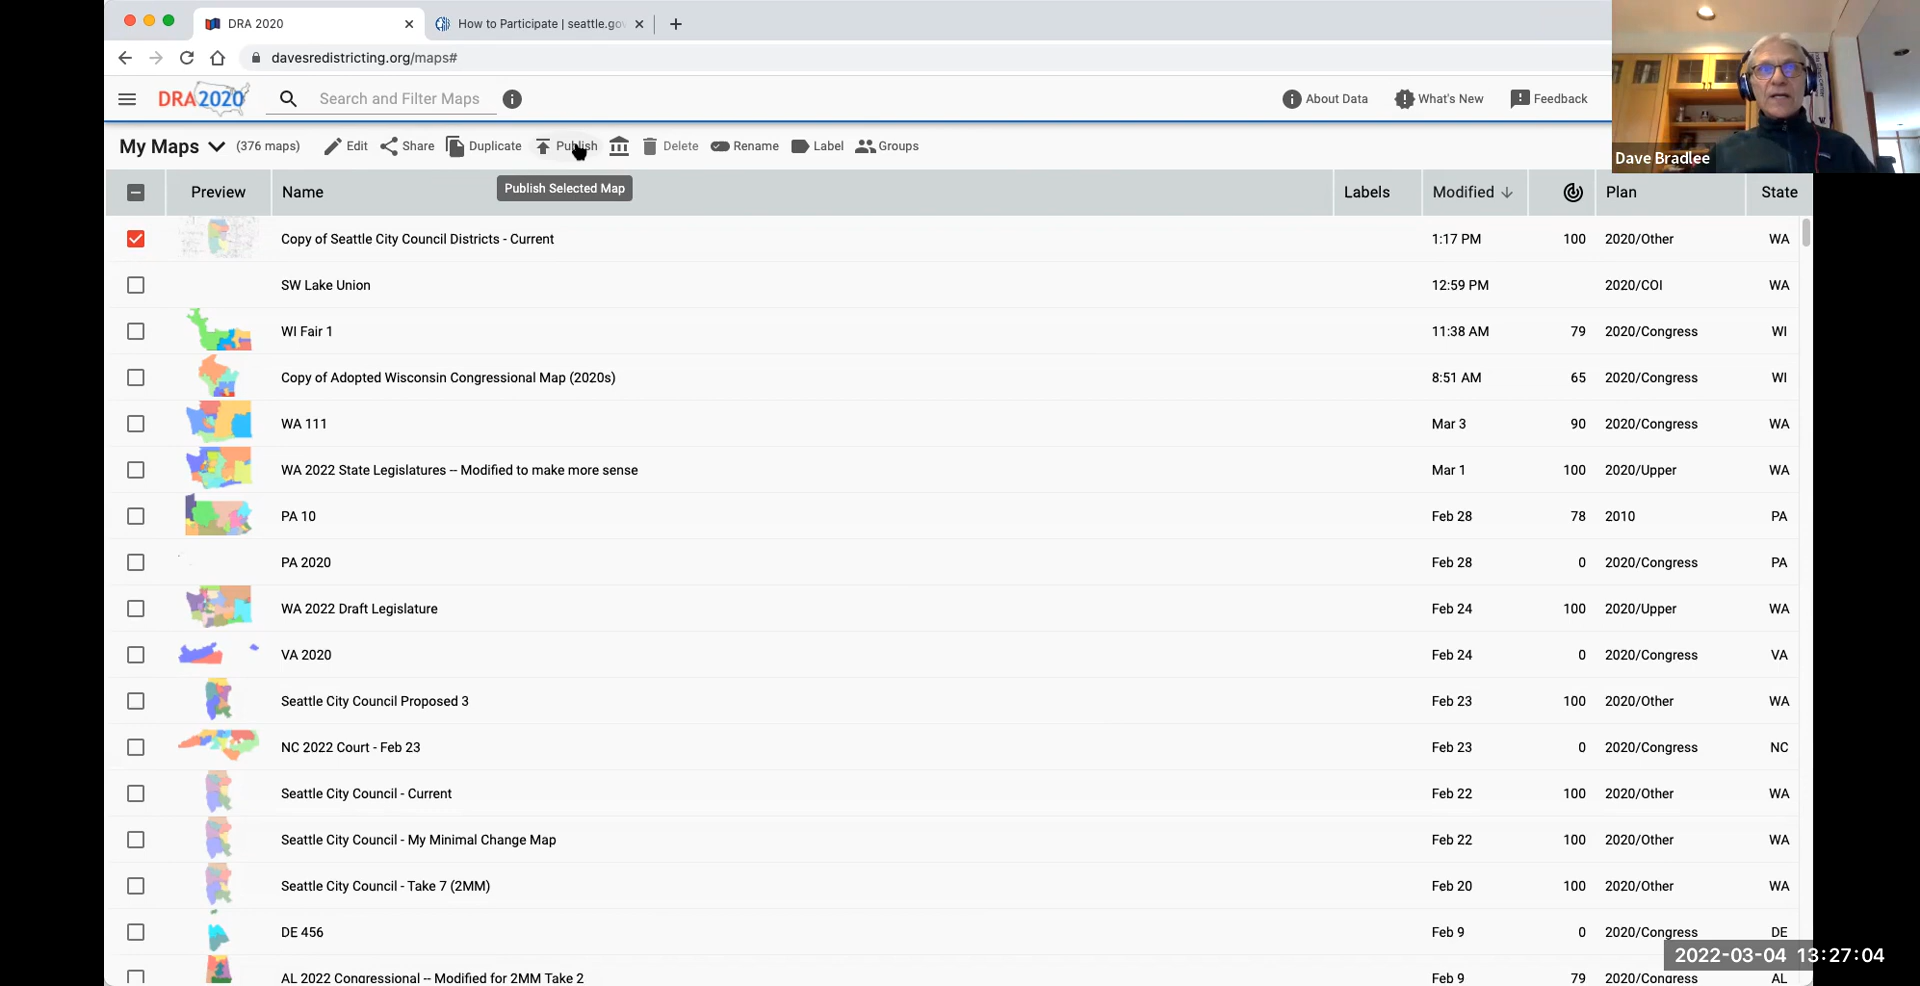 DRA 2020
How to Participate | seattle.gov
davesredistricting.org/maps#
DRA2020
Search and Filter Maps
About Data
What's New
Feedback
Dave Bradlee
My Maps (376 maps) Edit Share Duplicate Publish Delete Rename Label Groups
Publish Selected Map
Preview Name Labels Modified Plan State
Copy of Seattle City Council Districts - Current 1:17 PM 100 2020/Other WA
SW Lake Union 12:59 PM 2020/COI WA
WI Fair 1 11:38 AM 79 2020/Congress WI
Copy of Adopted Wisconsin Congressional Map (2020s) 8:51 AM 65 2020/Congress WI
WA 111 Mar 3 90 2020/Congress WA
WA 2022 State Legislatures -- Modified to make more sense Mar 1 100 2020/Upper WA
PA 10 Feb 28 78 2010 PA
PA 2020 Feb 28 0 2020/Congress PA
WA 2022 Draft Legislature Feb 24 100 2020/Upper WA
VA 2020 Feb 24 0 2020/Congress VA
Seattle City Council Proposed 3 Feb 23 100 2020/Other WA
NC 2022 Court - Feb 23 Feb 23 0 2020/Congress NC
Seattle City Council - Current Feb 22 100 2020/Other WA
Seattle City Council - My Minimal Change Map Feb 22 100 2020/Other WA
Seattle City Council - Take 7 (2MM) Feb 20 100 2020/Other WA
DE 456 Feb 9 0 2020/Congress DE
2022-03-04 13:27:04
AL 2022 Congressional -- Modified for 2MM Take 2 Feb 9 79 2020/Congress AL